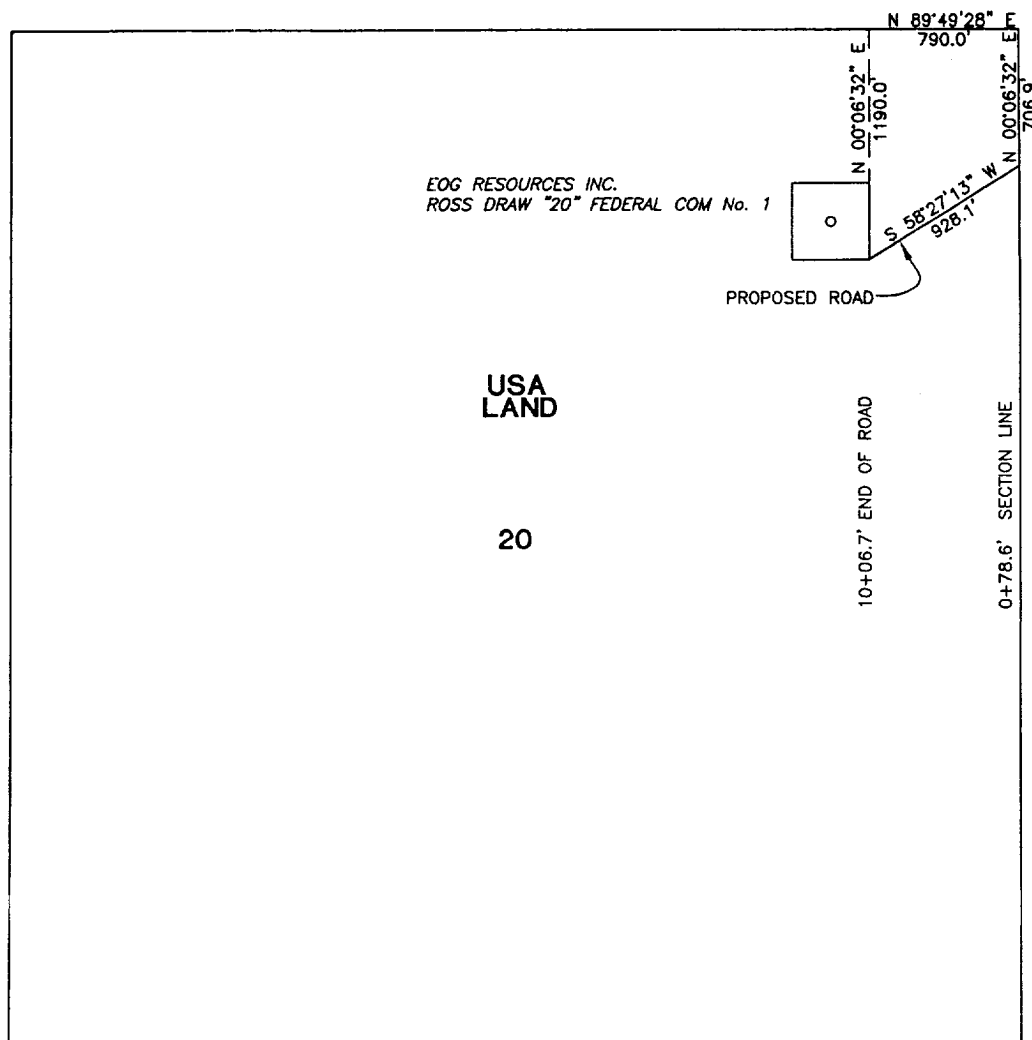 N 89°49'28" E
790.0'
N 00°06'32" E
1190.0'
N 00°06'32" E
706.9'
EOG RESOURCES INC.
ROSS DRAW "20" FEDERAL COM No. 1
S 58°27'13" W
928.1'
PROPOSED ROAD
USA
LAND
20
10+06.7' END OF ROAD
0+78.6' SECTION LINE